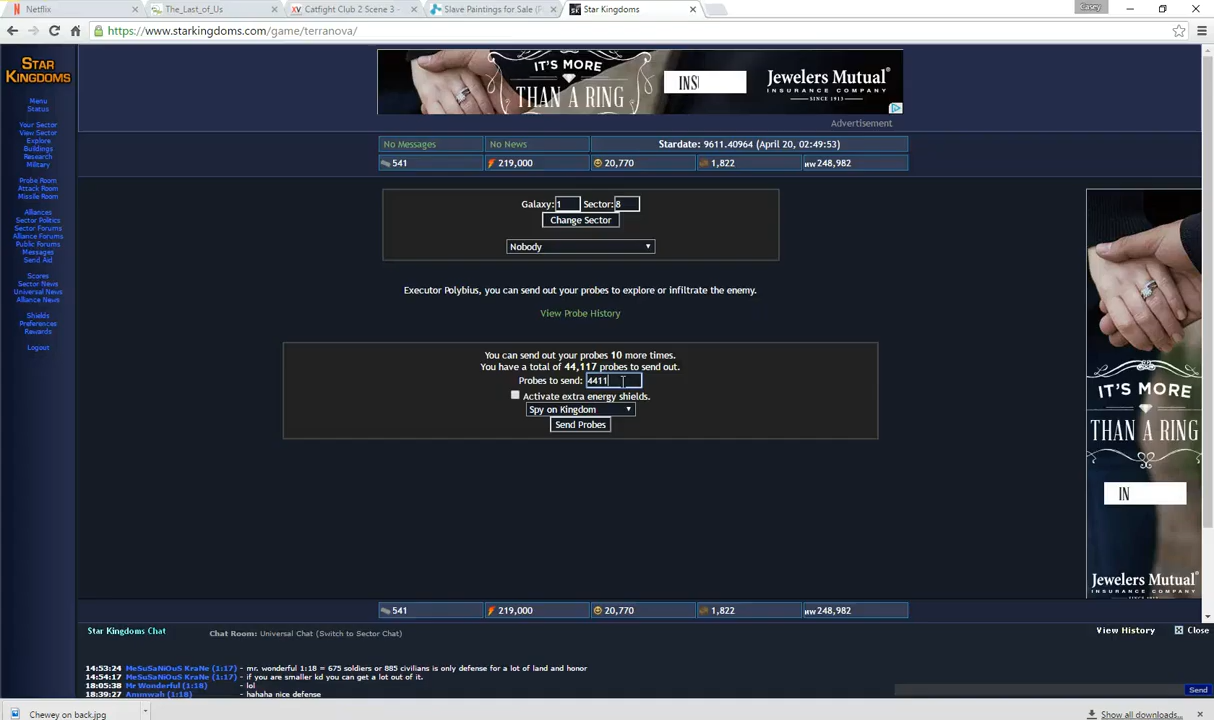 Netflix
The_Last_of_Us
Catfight Club 2 Scene 3 -
Slave Paintings for Sale (P
Star Kingdoms
Casey
https://www.starkingdoms.com/game/terranova/
STAR
KINGDOMS
Menu
Status
Your Sector
View Sector
Explore
Buildings
Research
Military
Probe Room
Attack Room
Missile Room
Alliances
Sector Politics
Sector Forums
Alliance Forums
Public Forums
Messages
Send Aid
Scores
Sector News
Universal News
Alliance News
Shields
Preferences
Rewards
Logout
IT'S MORE
THAN A RING
INS
Jewelers Mutual
INSURANCE COMPANY
SINCE 1913
Advertisement
No Messages
No News
Stardate: 9611.40964 (April 20, 02:49:53)
541
219,000
20,770
1,822
NW 248,982
Galaxy: 1 Sector: 8
Change Sector
Nobody
Executor Polybius, you can send out your probes to explore or infiltrate the enemy.
View Probe History
You can send out your probes 10 more times.
You have a total of 44,117 probes to send out.
Probes to send: 4411
Activate extra energy shields.
Spy on Kingdom
Send Probes
IT'S MORE
THAN A RING
IN
Jewelers Mutual
541
219,000
20,770
1,822
NW 248,982
Star Kingdoms Chat
Chat Room: Universal Chat (Switch to Sector Chat)
View History
Close
14:53:24 MeSuSaNiOuS KraNe (1:17) - mr. wonderful 1:18 = 675 soldiers or 885 civilians is only defense for a lot of land and honor
14:54:17 MeSuSaNiOuS KraNe (1:17) - if you are smaller kd you can get a lot out of it.
18:05:38 Mr Wonderful (1:18) - lol
18:39:27 Ammwah (1:18) - hahaha nice defense
Send
Chewey on back.jpg
Show all downloads...